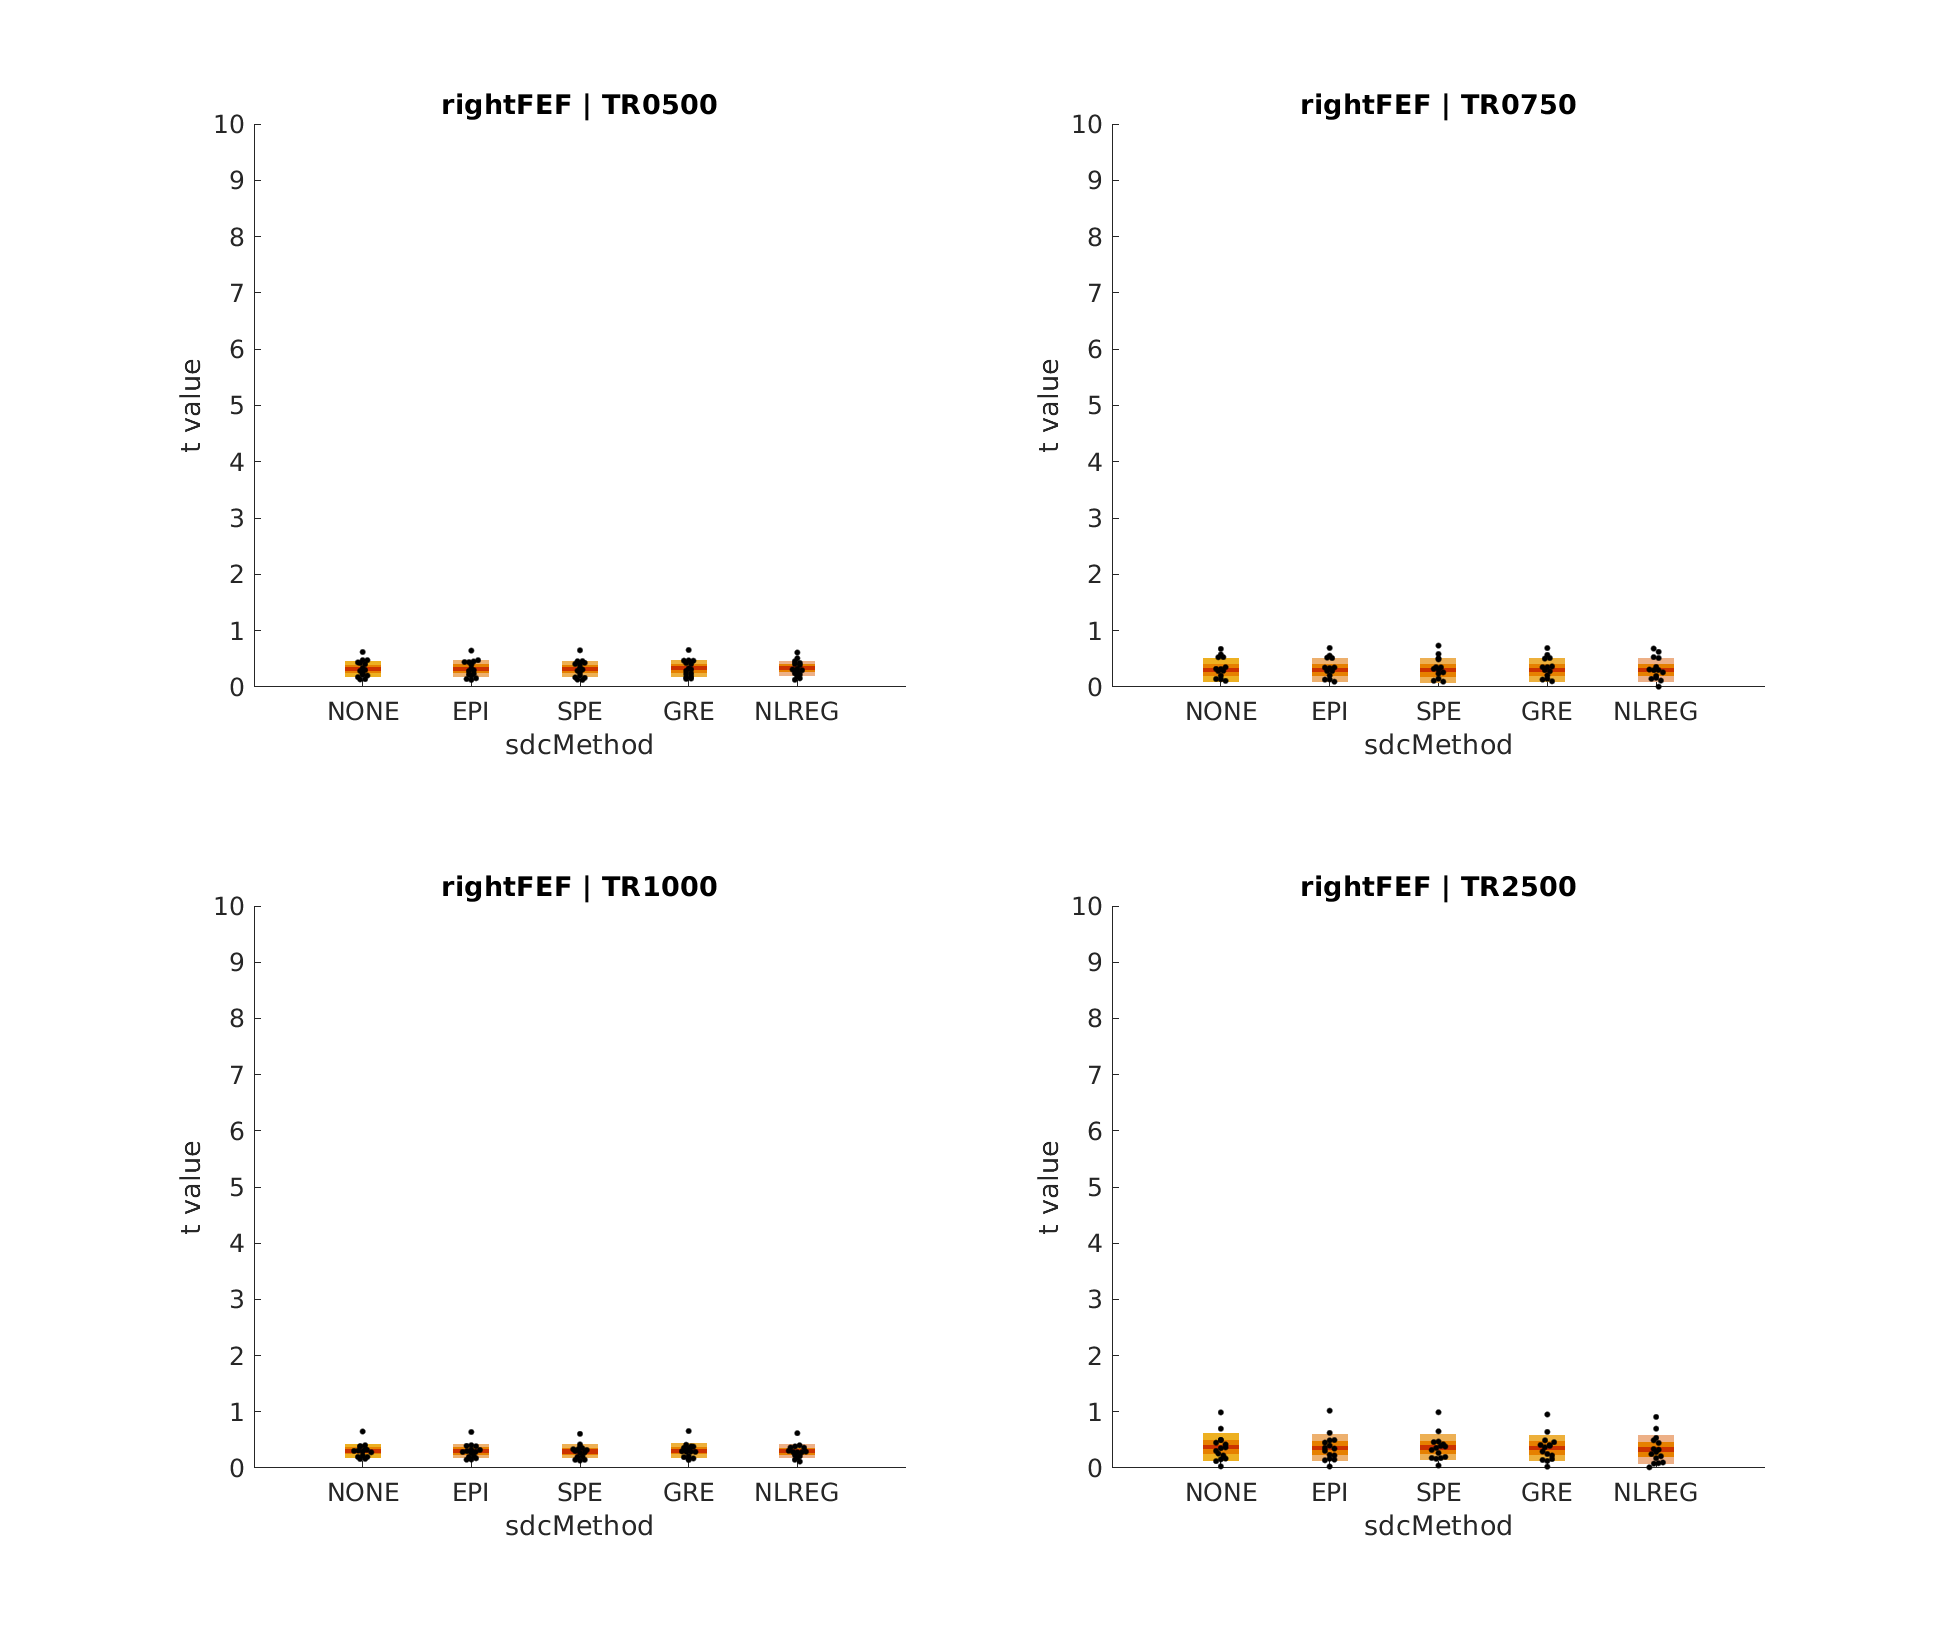 rightFEF | TR0500
10
9
8
7
6
5
4
3
2
1
0
t value
NONE EPI SPE GRE NLREG
sdcMethod
rightFEF | TR0750
10
9
8
7
6
5
4
3
2
1
0
t value
NONE EPI SPE GRE NLREG
sdcMethod
rightFEF | TR1000
10
9
8
7
6
5
4
3
2
1
0
t value
NONE EPI SPE GRE NLREG
sdcMethod
rightFEF | TR2500
10
9
8
7
6
5
4
3
2
1
0
t value
NONE EPI SPE GRE NLREG
sdcMethod